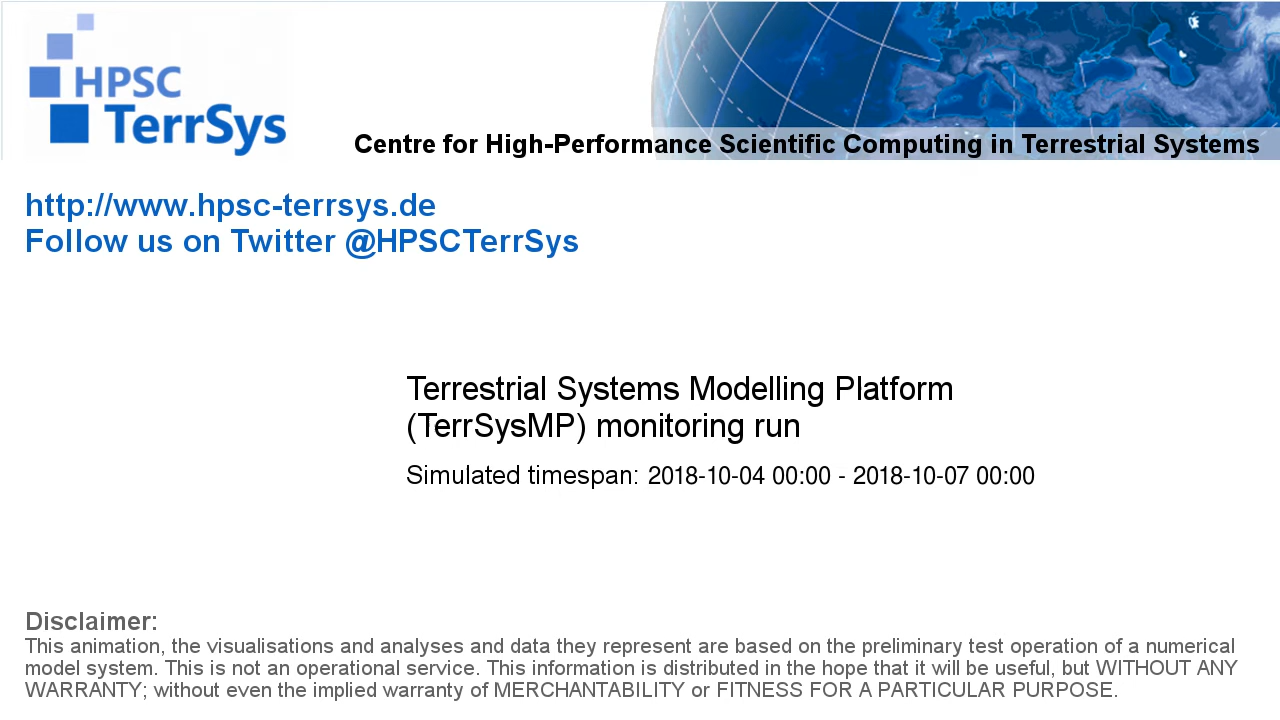 HPSC
TerrSys
Centre for High-Performance Scientific Computing in Terrestrial Systems
http://www.hpsc-terrsys.de
Follow us on Twitter @HPSCTerrSys
Terrestrial Systems Modelling Platform
(TerrSysMP) monitoring run
Simulated timespan: 2018-10-04 00:00 - 2018-10-07 00:00
Disclaimer:
This animation, the visualisations and analyses and data they represent are based on the preliminary test operation of a numerical
model system. This is not an operational service. This information is distributed in the hope that it will be useful, but WITHOUT ANY
WARRANTY; without even the implied warranty of MERCHANTABILITY or FITNESS FOR A PARTICULAR PURPOSE.